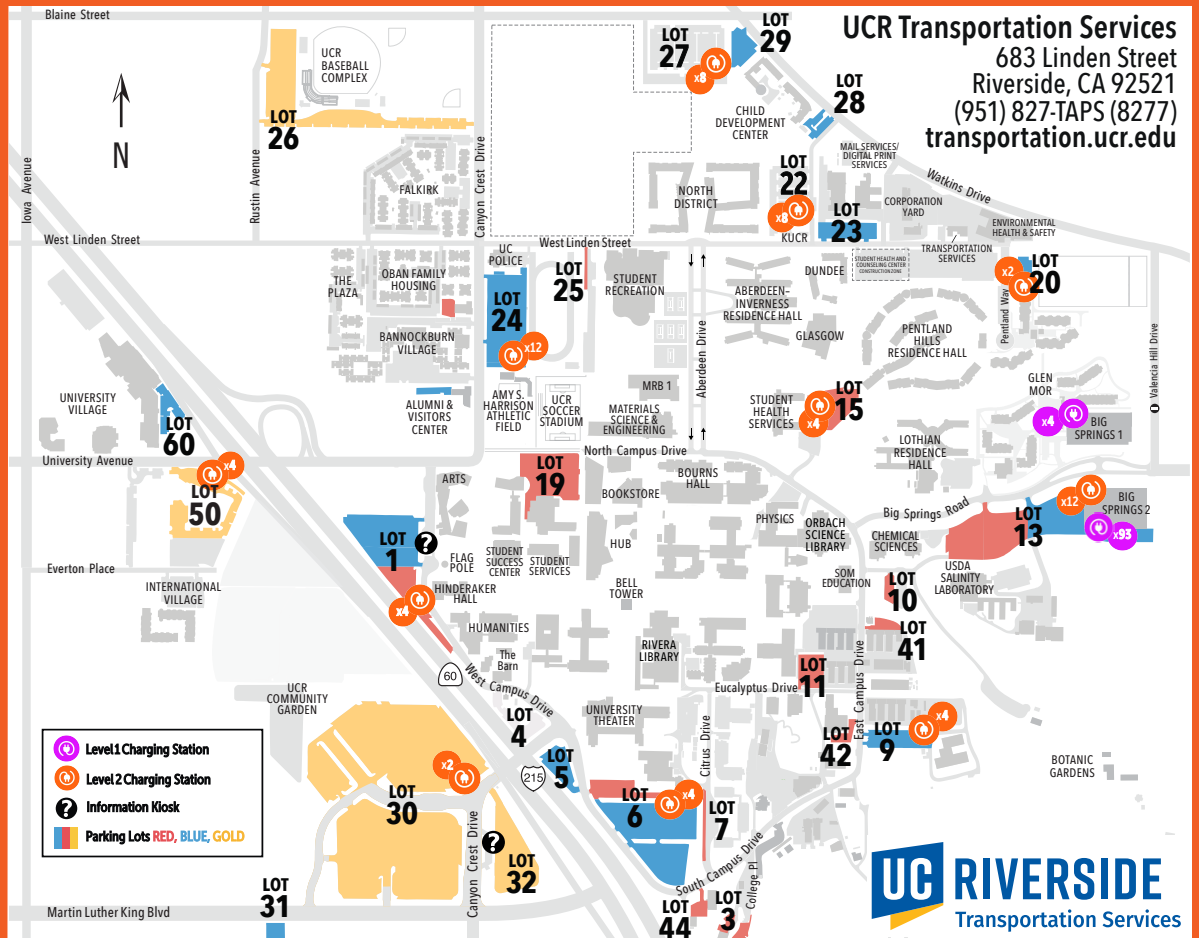 Blaine Street
UCR Transportation Services
683 Linden Street
Riverside, CA 92521
(951) 827-TAPS (8277)
transportation.ucr.edu
UCR
BASEBALL
COMPLEX
LOT
26
LOT
27
x8
LOT
29
LOT
28
CHILD
DEVELOPMENT
CENTER
N
Iowa Avenue
Rustin Avenue
Canyon Crest Drive
FALKIRK
MAIL SERVICES/
DIGITAL PRINT
SERVICES
Watkins Drive
LOT
22
x8
KUCR
NORTH
DISTRICT
LOT
23
CORPORATION
YARD
ENVIRONMENTAL
HEALTH & SAFETY
TRANSPORTATION
SERVICES
West Linden Street
UC
POLICE
West Linden Street
STUDENT HEALTH AND
COUNSELING CENTER
CONSTRUCTION ZONE
THE
PLAZA
OBAN FAMILY
HOUSING
LOT
24
x12
LOT
25
STUDENT
RECREATION
ABERDEEN-
INVERNESS
RESIDENCE HALL
DUNDEE
x2
LOT
20
Pentland Way
Aberdeen Drive
GLASGOW
PENTLAND
HILLS
RESIDENCE HALL
Valencia Hill Drive
BANNOCKBURN
VILLAGE
UNIVERSITY
VILLAGE
LOT
60
ALUMNI &
VISITORS
CENTER
AMY S.
HARRISON
ATHLETIC
FIELD
UCR
SOCCER
STADIUM
MRB 1
MATERIALS
SCIENCE &
ENGINEERING
STUDENT
HEALTH
SERVICES
x4
LOT
15
GLEN
MOR
x4
BIG
SPRINGS 1
LOTHIAN
RESIDENCE
HALL
University Avenue
x4
LOT
50
North Campus Drive
ARTS
LOT
19
BOOKSTORE
BOURNS
HALL
PHYSICS
ORBACH
SCIENCE
LIBRARY
Big Springs Road
x12
BIG
SPRINGS 2
LOT
13
x93
CHEMICAL
SCIENCES
LOT
1
?
FLAG
POLE
STUDENT
SUCCESS
CENTER
STUDENT
SERVICES
HUB
Everton Place
INTERNATIONAL
VILLAGE
HINDERAKER
HALL
x4
BELL
TOWER
SOM
EDUCATION
USDA
SALINITY
LABORATORY
LOT
10
LOT
41
HUMANITIES
The
Barn
RIVERA
LIBRARY
60
West Campus Drive
Eucalyptus Drive
LOT
11
East Campus Drive
UCR
COMMUNITY
GARDEN
LOT
4
UNIVERSITY
THEATER
Citrus Drive
LOT
42
LOT
9
x4
BOTANIC
GARDENS
Level1 Charging Station
Level 2 Charging Station
? Information Kiosk
Parking Lots RED, BLUE, GOLD
x2
LOT
30
215
LOT
5
LOT
6
x4
LOT
7
Canyon Crest Drive
?
LOT
32
South Campus Drive
College Pl
Martin Luther King Blvd
LOT
31
LOT
44
LOT
3
UC RIVERSIDE
Transportation Services